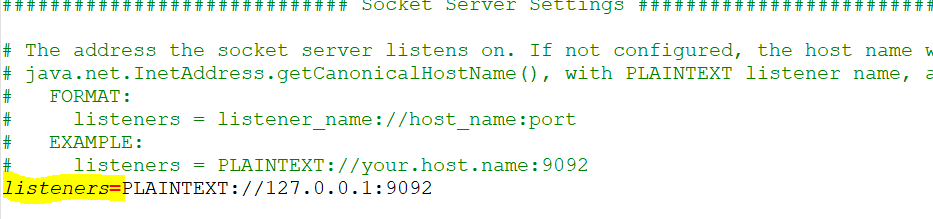 ############################# Socket Server Settings #########################
# The address the socket server listens on. If not configured, the host name
# java.net.InetAddress.getCanonicalHostName(), with PLAINTEXT listener name,
#   FORMAT:
#     listeners = listener_name://host_name:port
#   EXAMPLE:
#     listeners = PLAINTEXT://your.host.name:9092
listeners=PLAINTEXT://127.0.0.1:9092